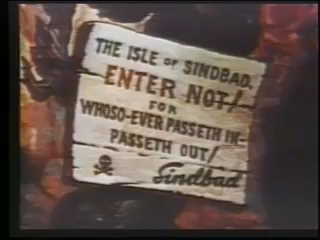 THE ISLE OF SINDBAD.
ENTER NOT!
FOR
WHOSO-EVER PASSETH IN-
PASSETH OUT!
Sindbad